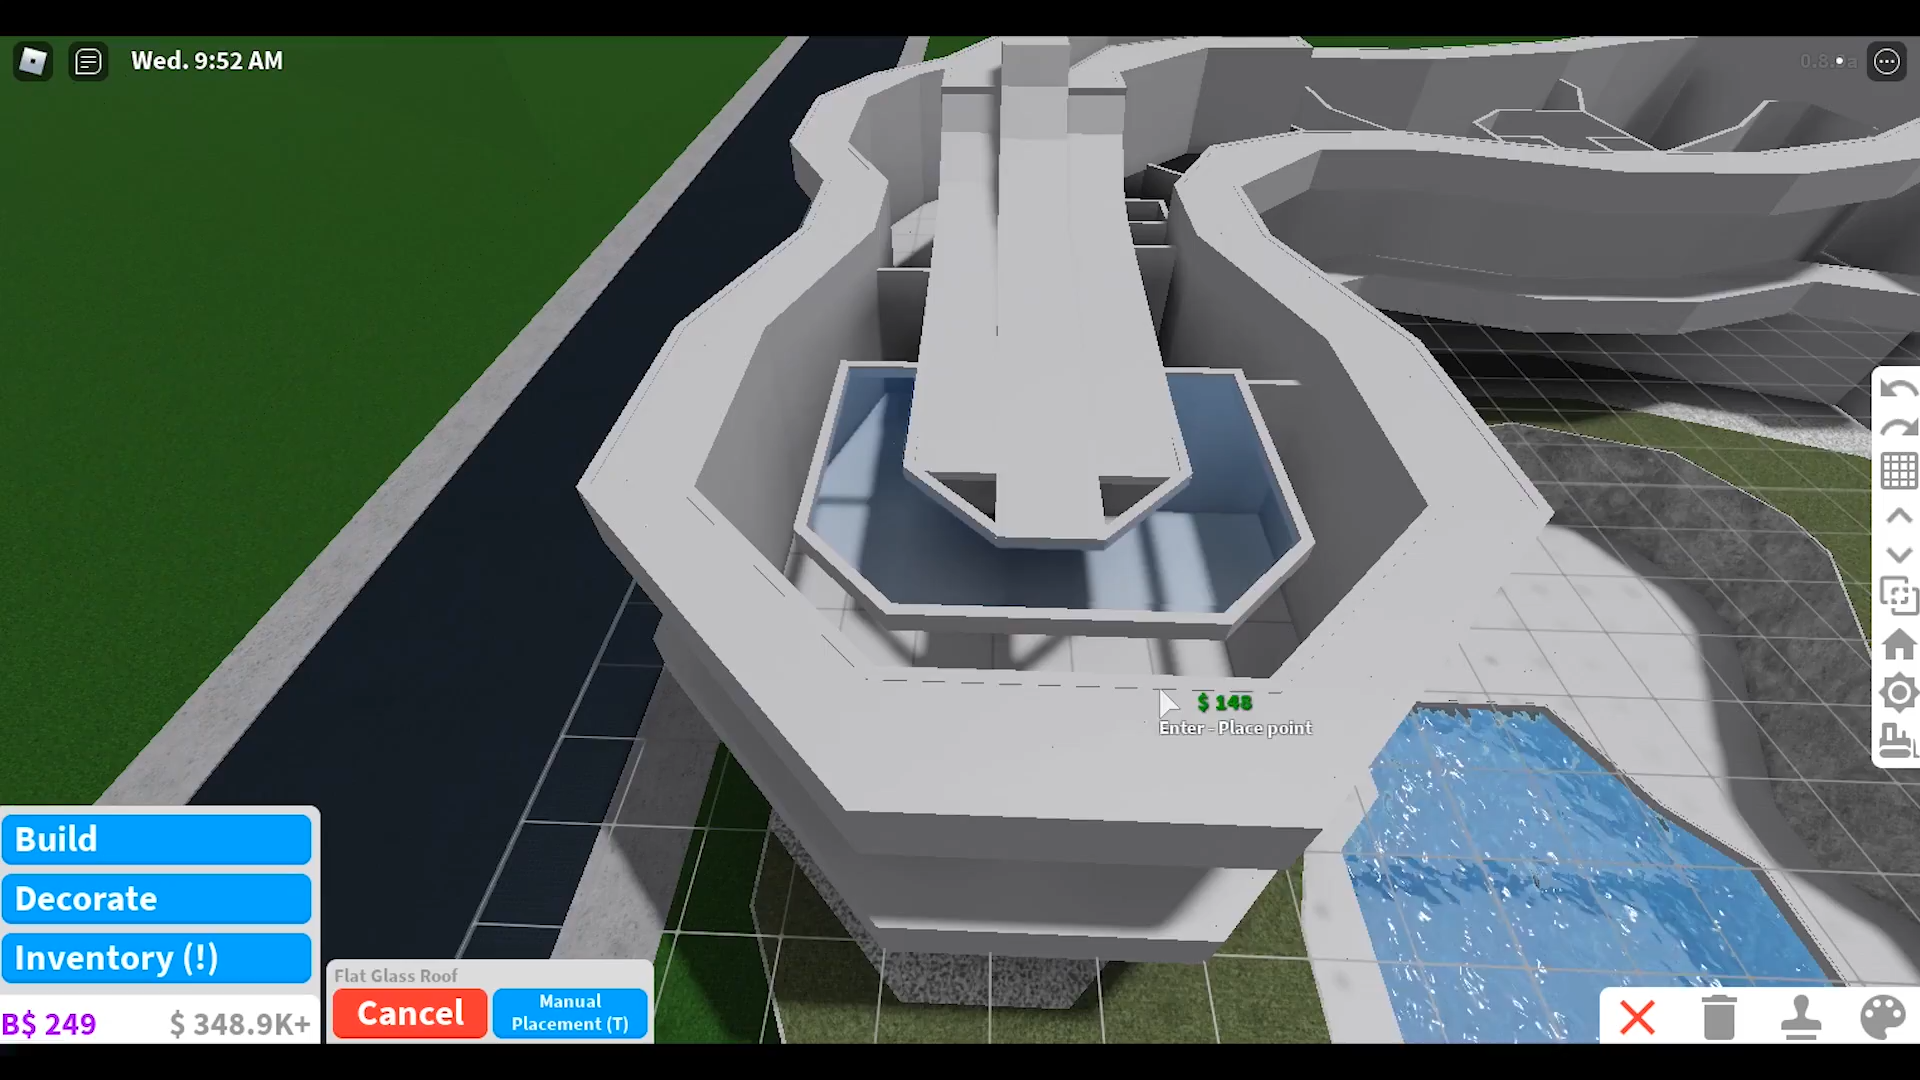 Wed. 9:52 AM
$ 148
Enter - Place point
Build
Decorate
Inventory (!)
B$ 249
$ 348.9K+
Flat Glass Roof
Cancel
Manual
Placement (T)